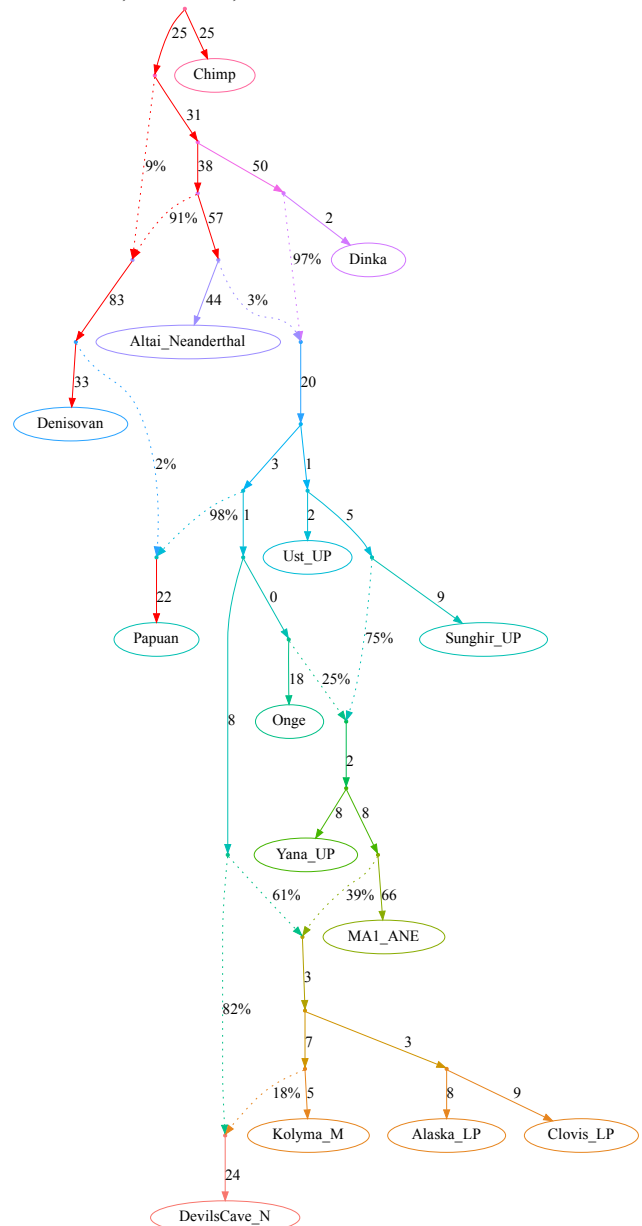 25 25
Chimp
31
9% 38 50
91% 57 2
97% Dinka
83 44 3%
Altai_Neanderthal
33 20
Denisovan
2% 3 1
98% 1 2 5
Ust_UP
22 0 9
Papuan 75% Sunghir_UP
8 18 25%
Onge
2
8 8
Yana_UP
61% 39% 66
MA1_ANE
3
82% 7 3
18% 5 8 9
Kolyma_M Alaska_LP Clovis_LP
24
DevilsCave_N